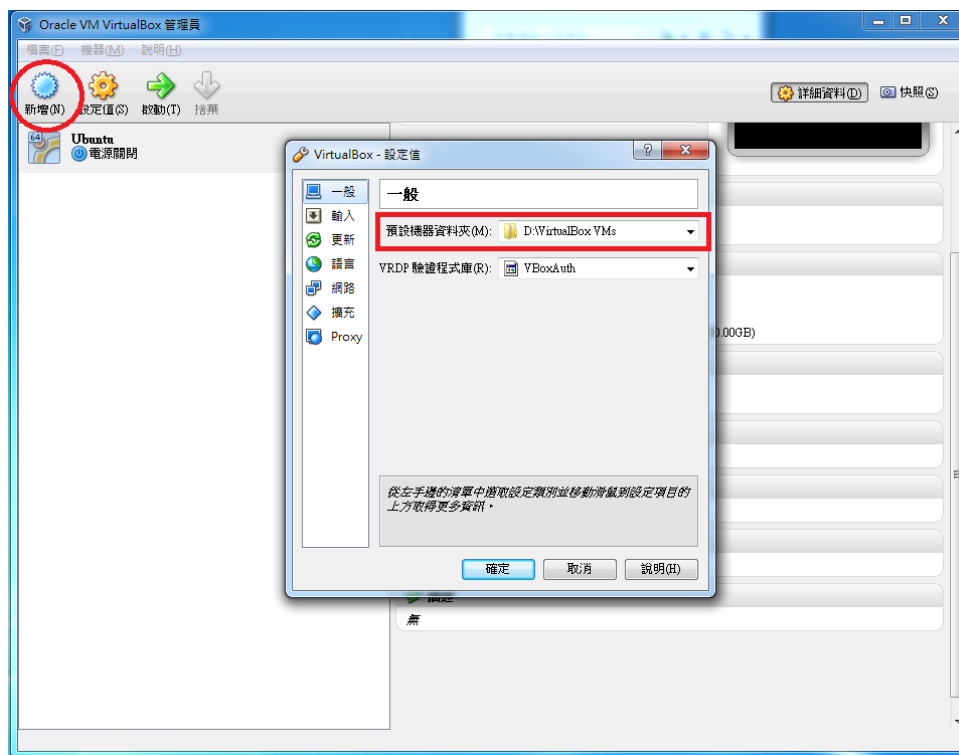 Oracle VM VirtualBox 管理員
檔案(F) 機器(M) 說明(H)
新增(N) 設定值(S) 啟動(T) 捨棄
詳細資料(D) 快照(S)
64
Ubuntu
電源關閉
VirtualBox - 設定值
一般
輸入
更新
語言
網路
擴充
Proxy
一般
預設機器資料夾(M): D:\VirtualBox VMs
VRDP 驗證程式庫(R): VBoxAuth
從左手邊的清單中選取設定類別並移動滑鼠到設定項目的
上方取得更多資訊。
確定 取消 說明(H)
0.00GB)
無